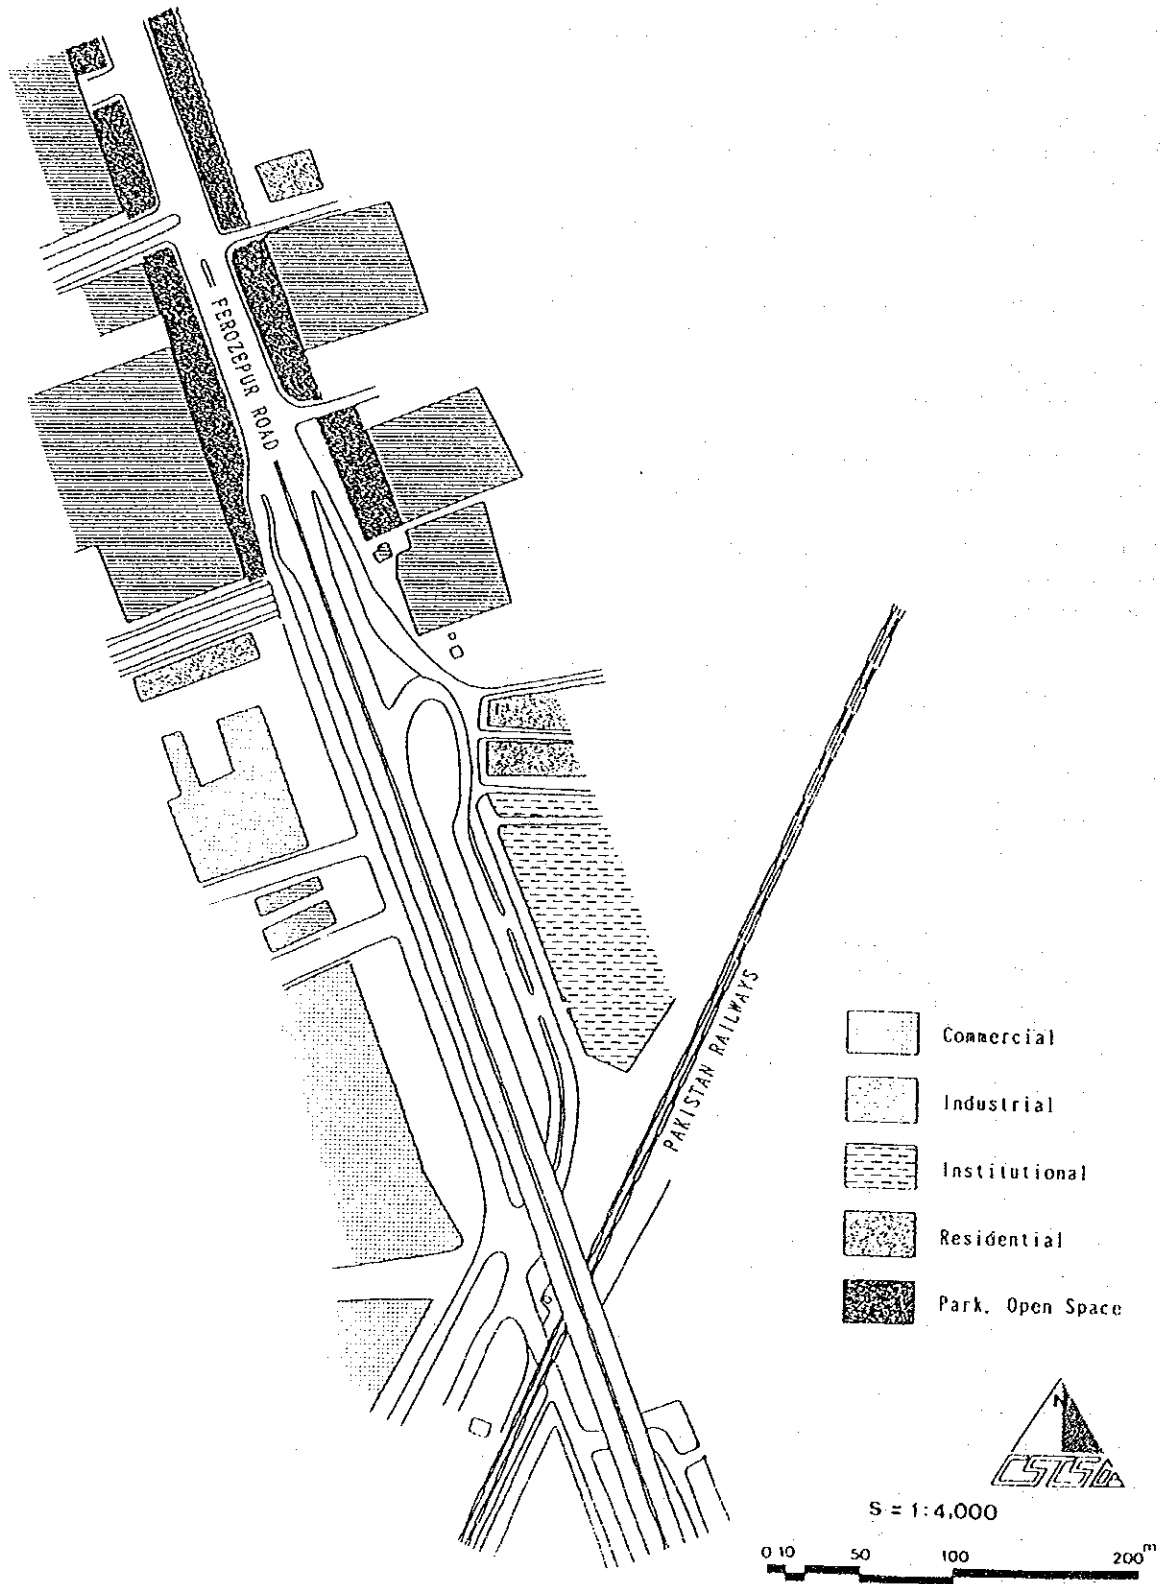 FEROZEPUR ROAD
PAKISTAN RAILWAYS
Commercial
Industrial
Institutional
Residential
Park, Open Space
N
S = 1:4,000
0 10 50 100 200m